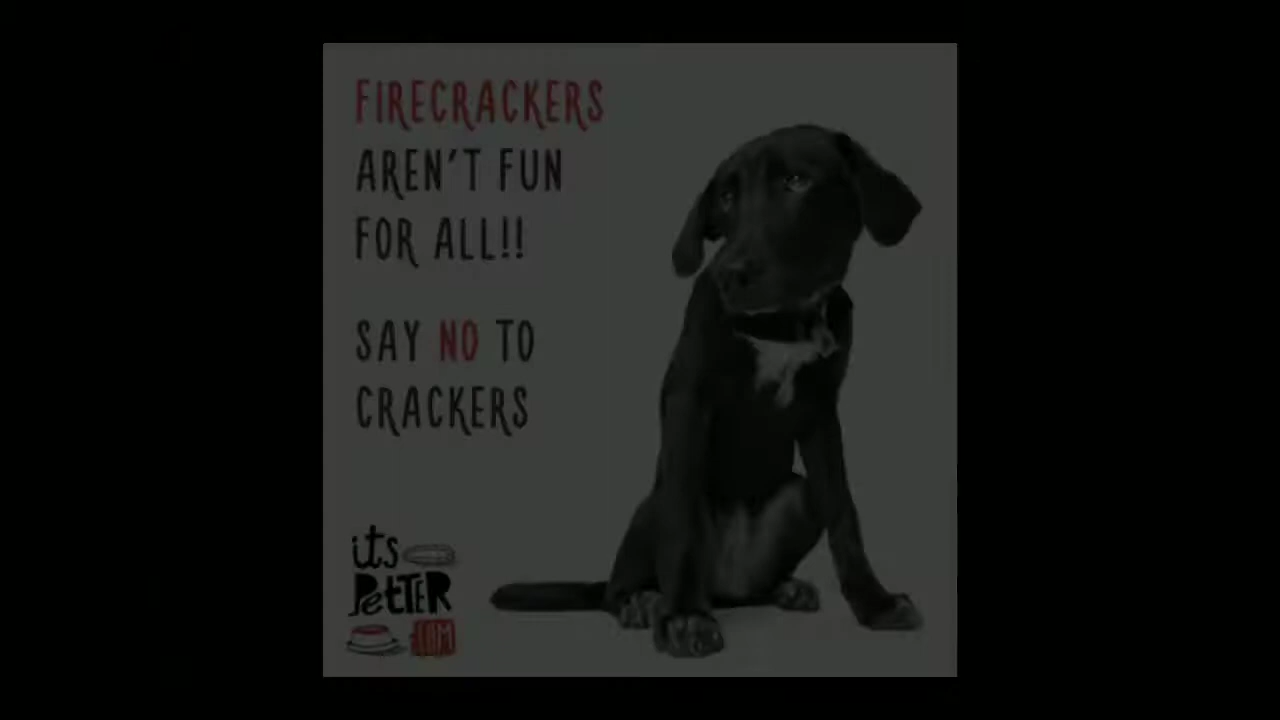 FIRECRACKERS
AREN'T FUN
FOR ALL!!
SAY NO TO
CRACKERS
its
PetTER
.COM